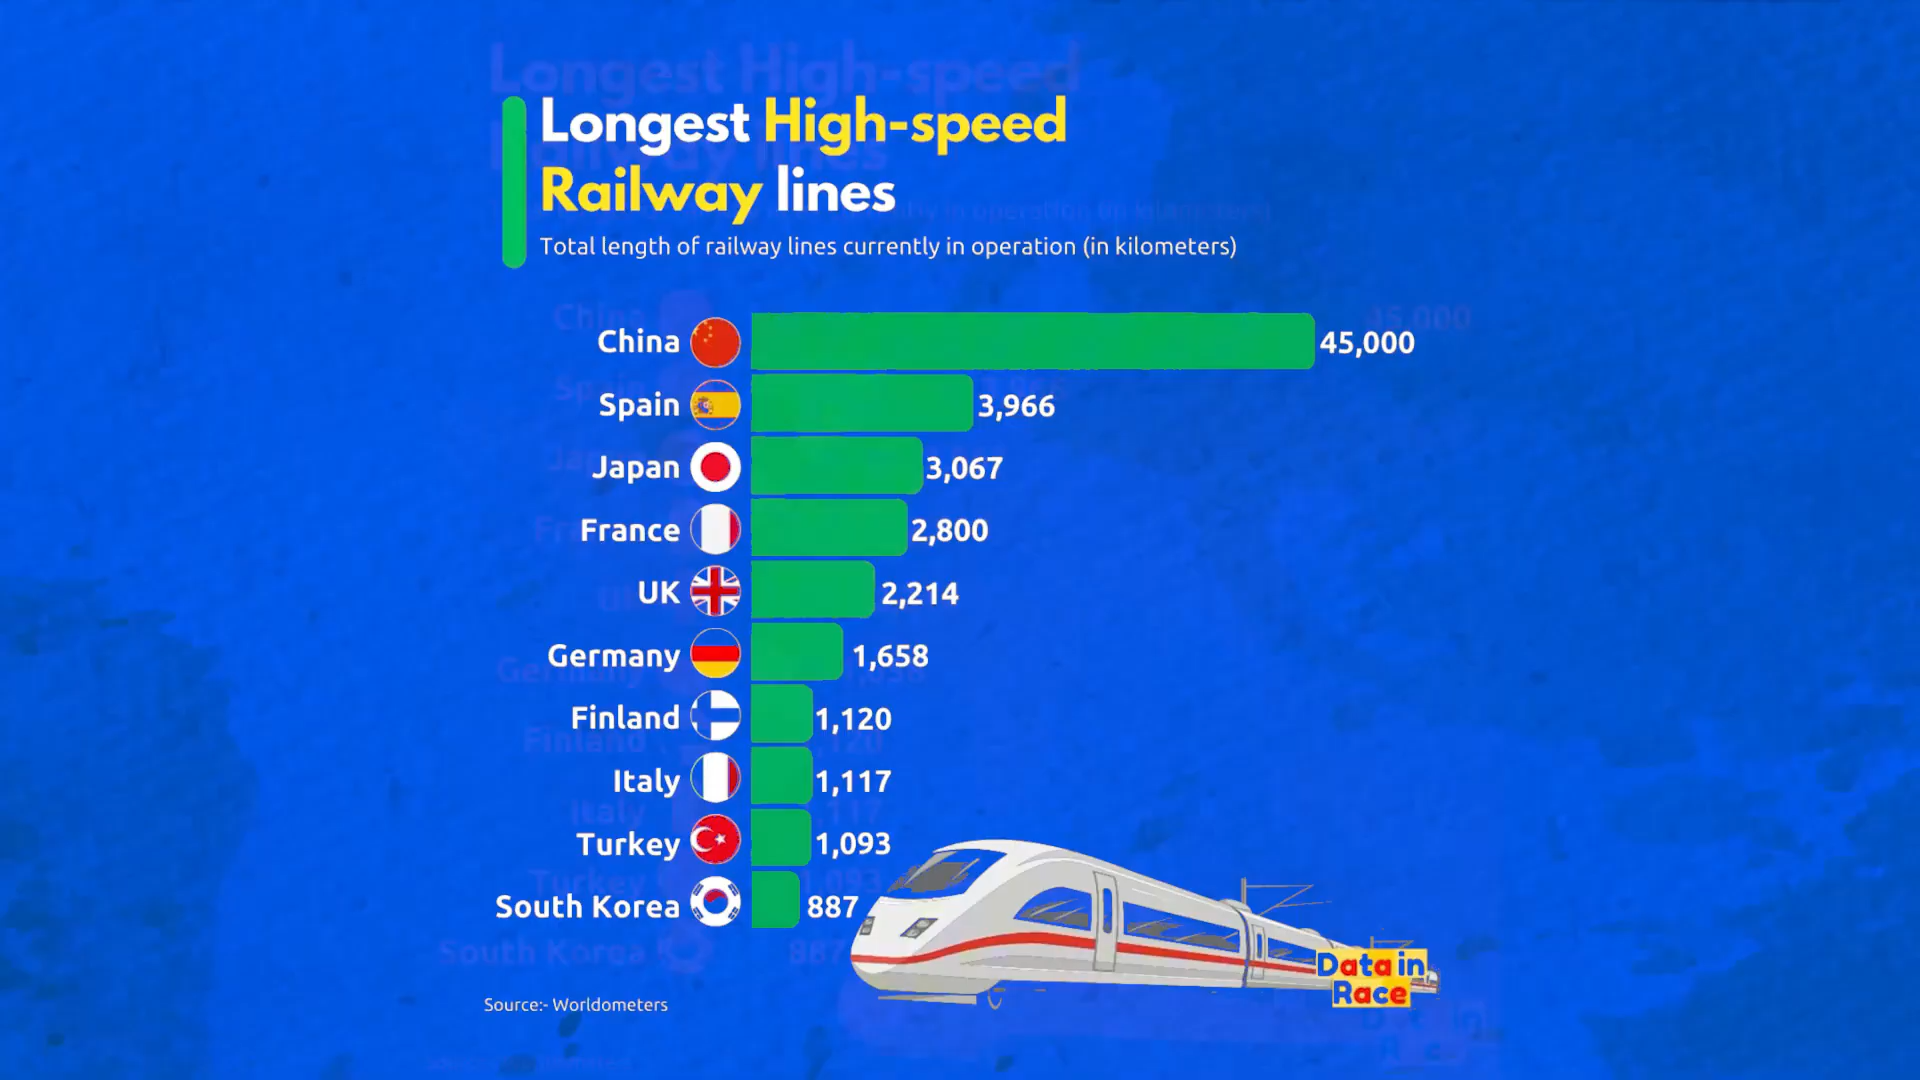 Longest High-speed
Railway lines
Total length of railway lines currently in operation (in kilometers)
China 45,000
Spain 3,966
Japan 3,067
France 2,800
UK 2,214
Germany 1,658
Finland 1,120
Italy 1,117
Turkey 1,093
South Korea 887
Source:- Worldometers
Data in
Race